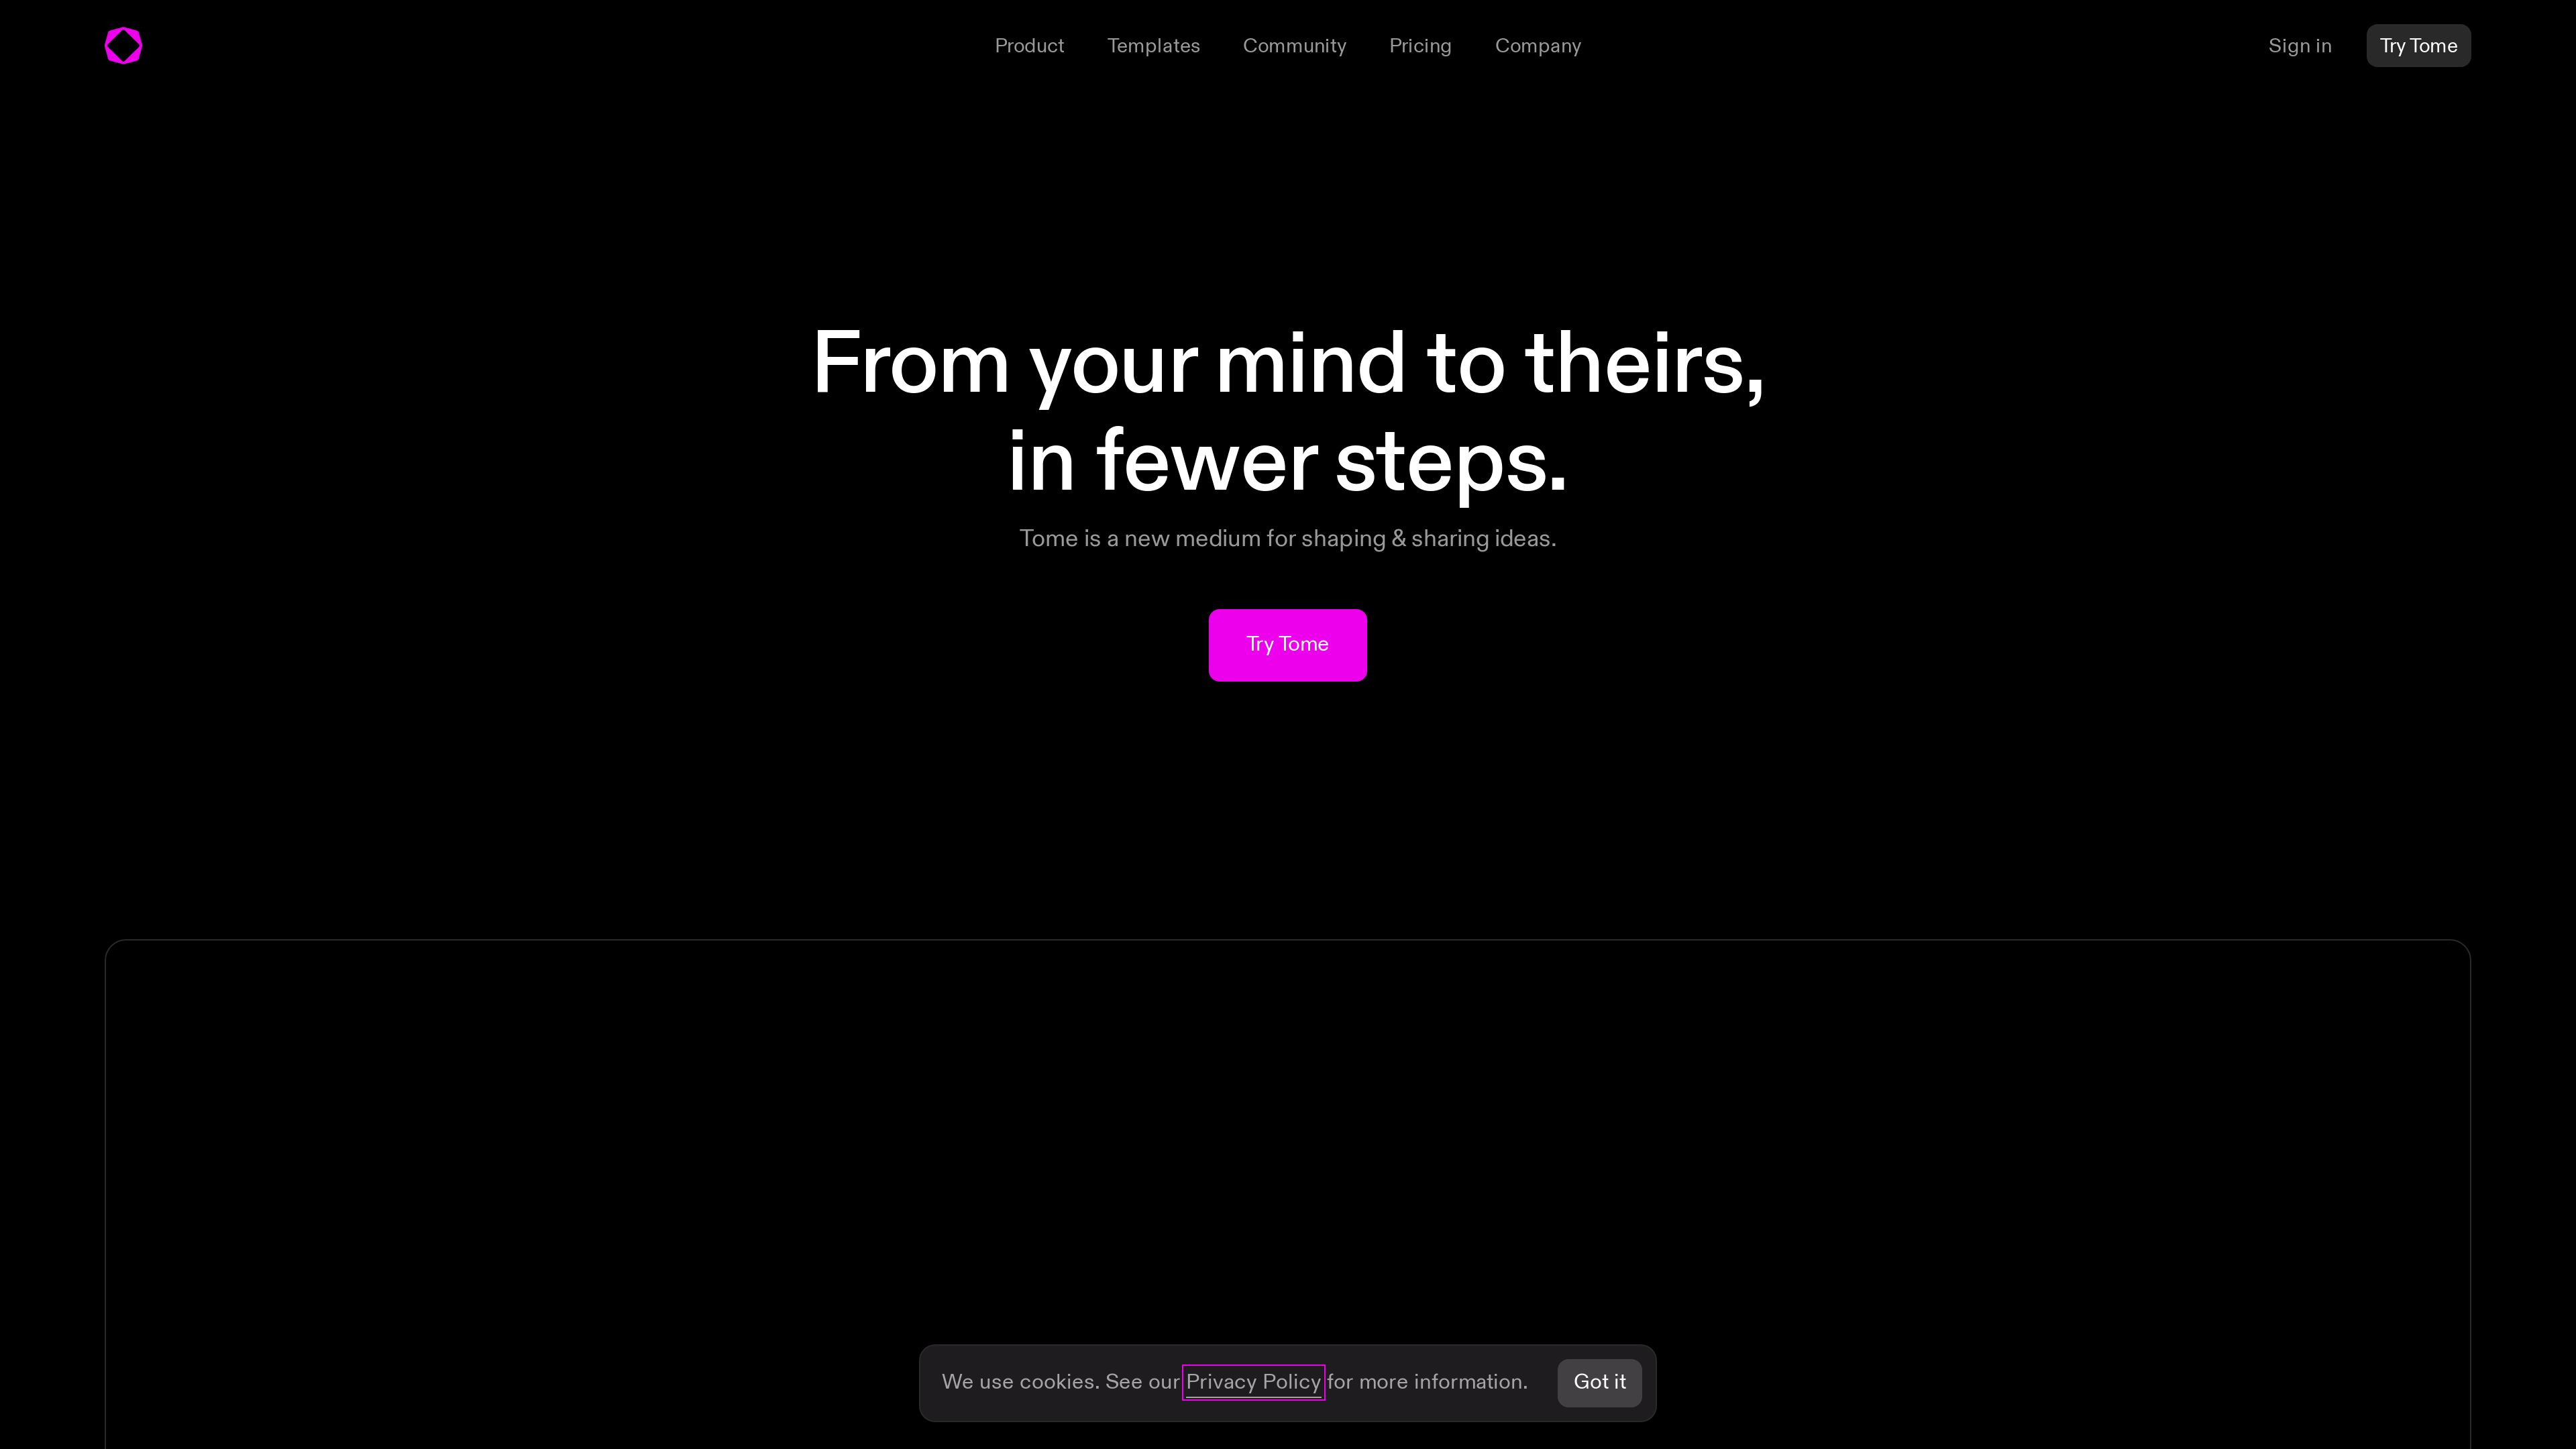 Product Templates Community Pricing Company Sign in Try Tome
From your mind to theirs,
in fewer steps.
Tome is a new medium for shaping & sharing ideas.
Try Tome
We use cookies. See our Privacy Policy for more information. Got it